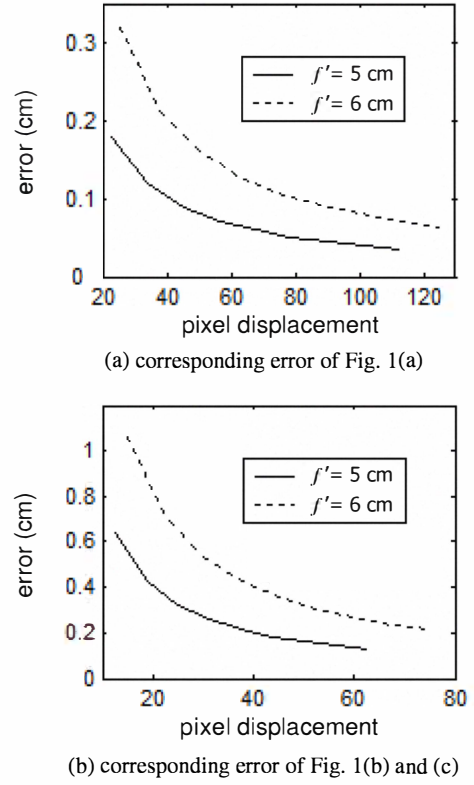 0.3
0.2
0.1
0
error (cm)
f′= 5 cm
f′= 6 cm
20 40 60 80 100 120
pixel displacement
(a) corresponding error of Fig. 1(a)
1
0.8
0.6
0.4
0.2
0
error (cm)
f′= 5 cm
f′= 6 cm
20 40 60 80
pixel displacement
(b) corresponding error of Fig. 1(b) and (c)